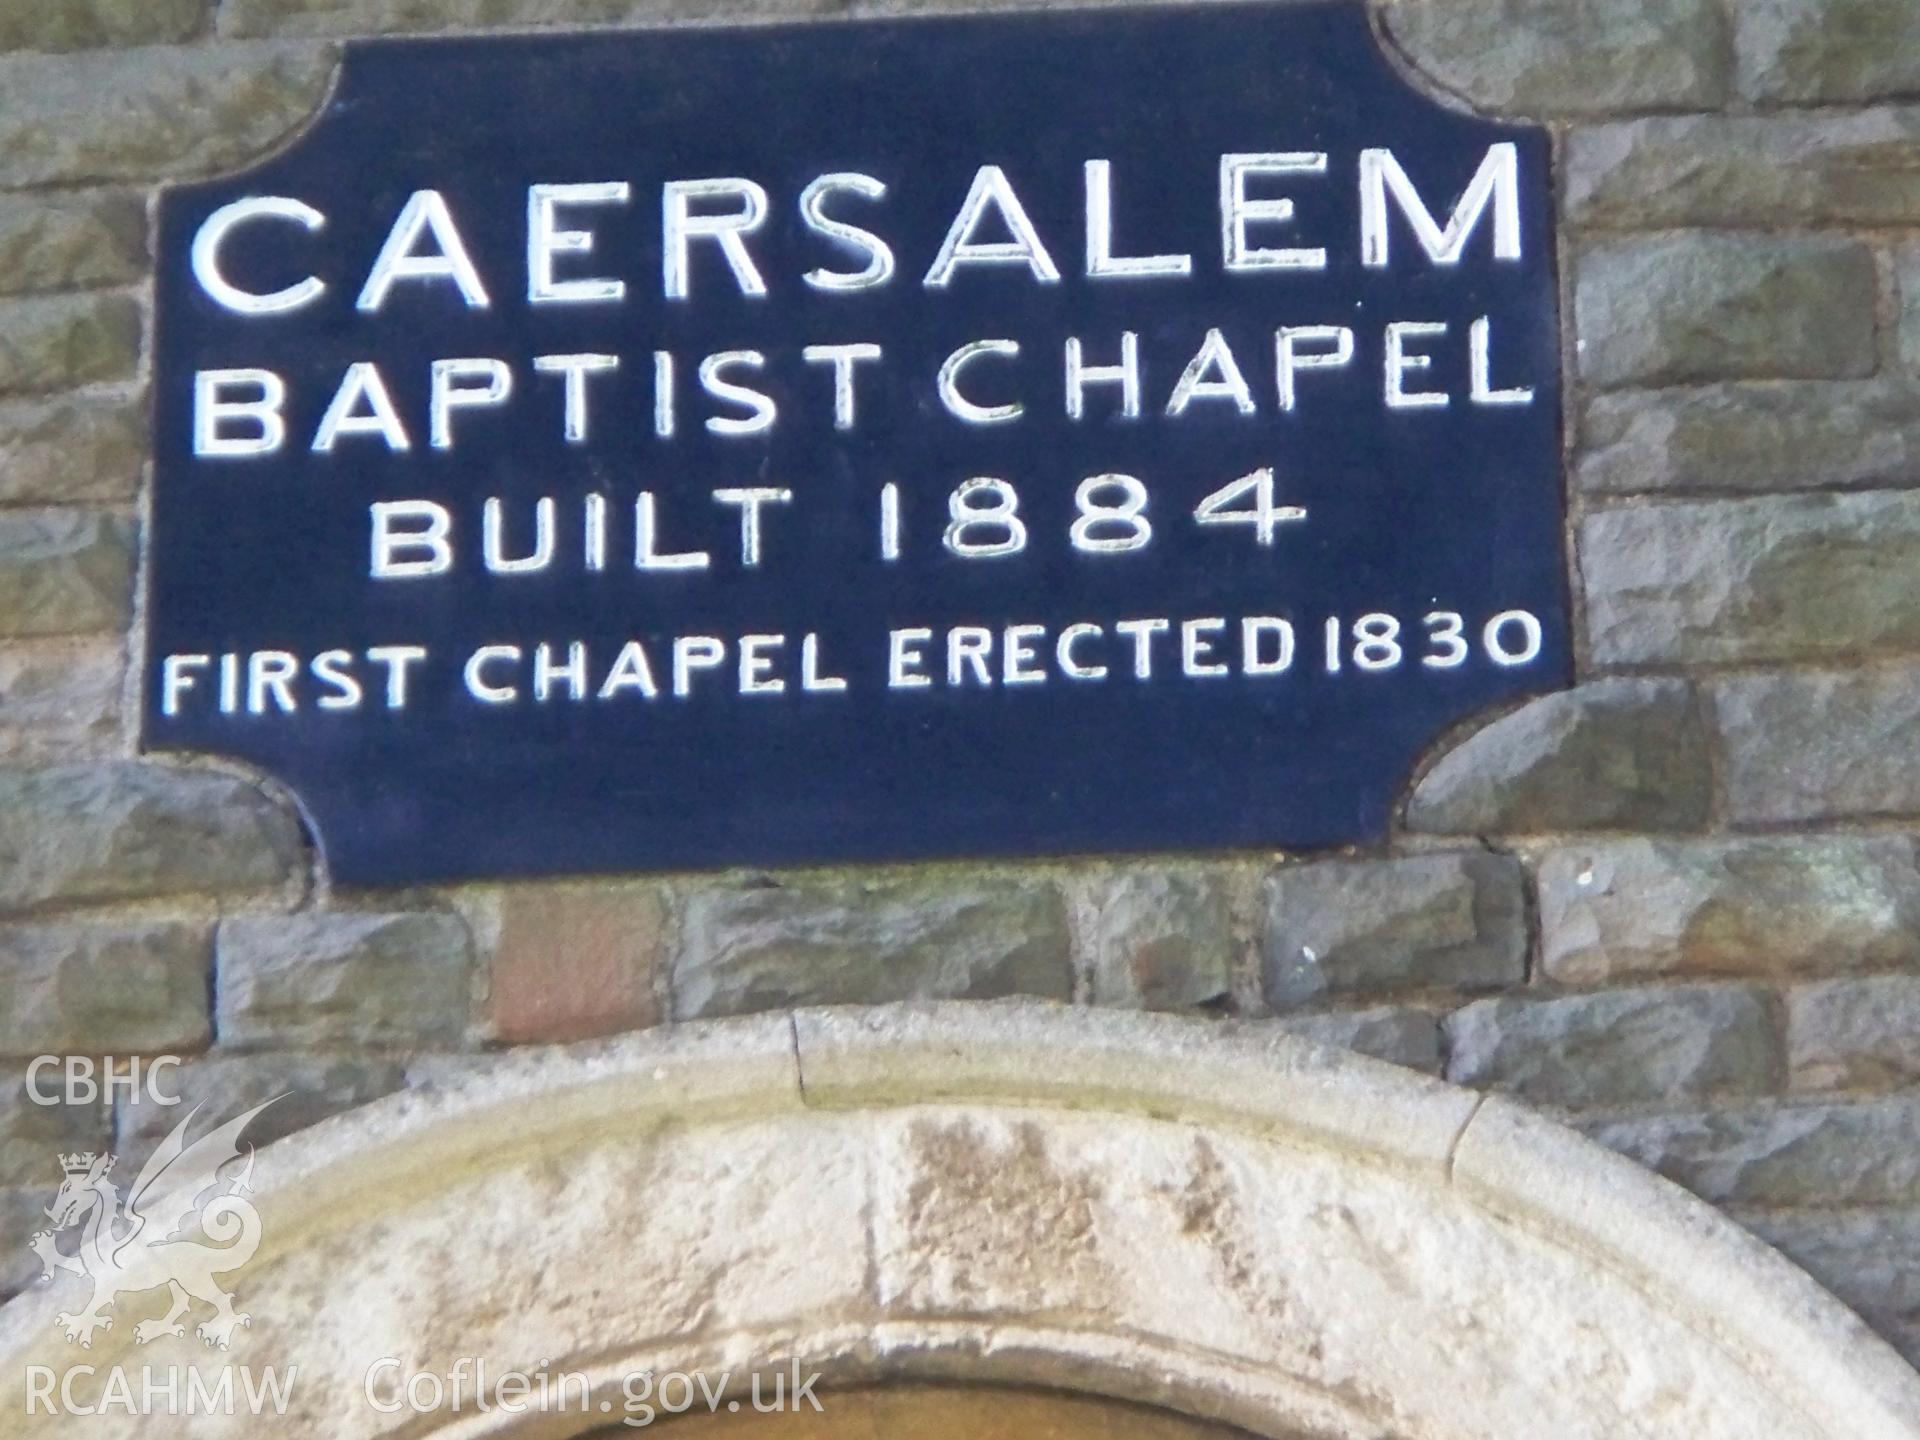 CAERSALEM
BAPTIST CHAPEL
BUILT 1884
FIRST CHAPEL ERECTED 1830
CBHC
RCAHMW Coflein.gov.uk